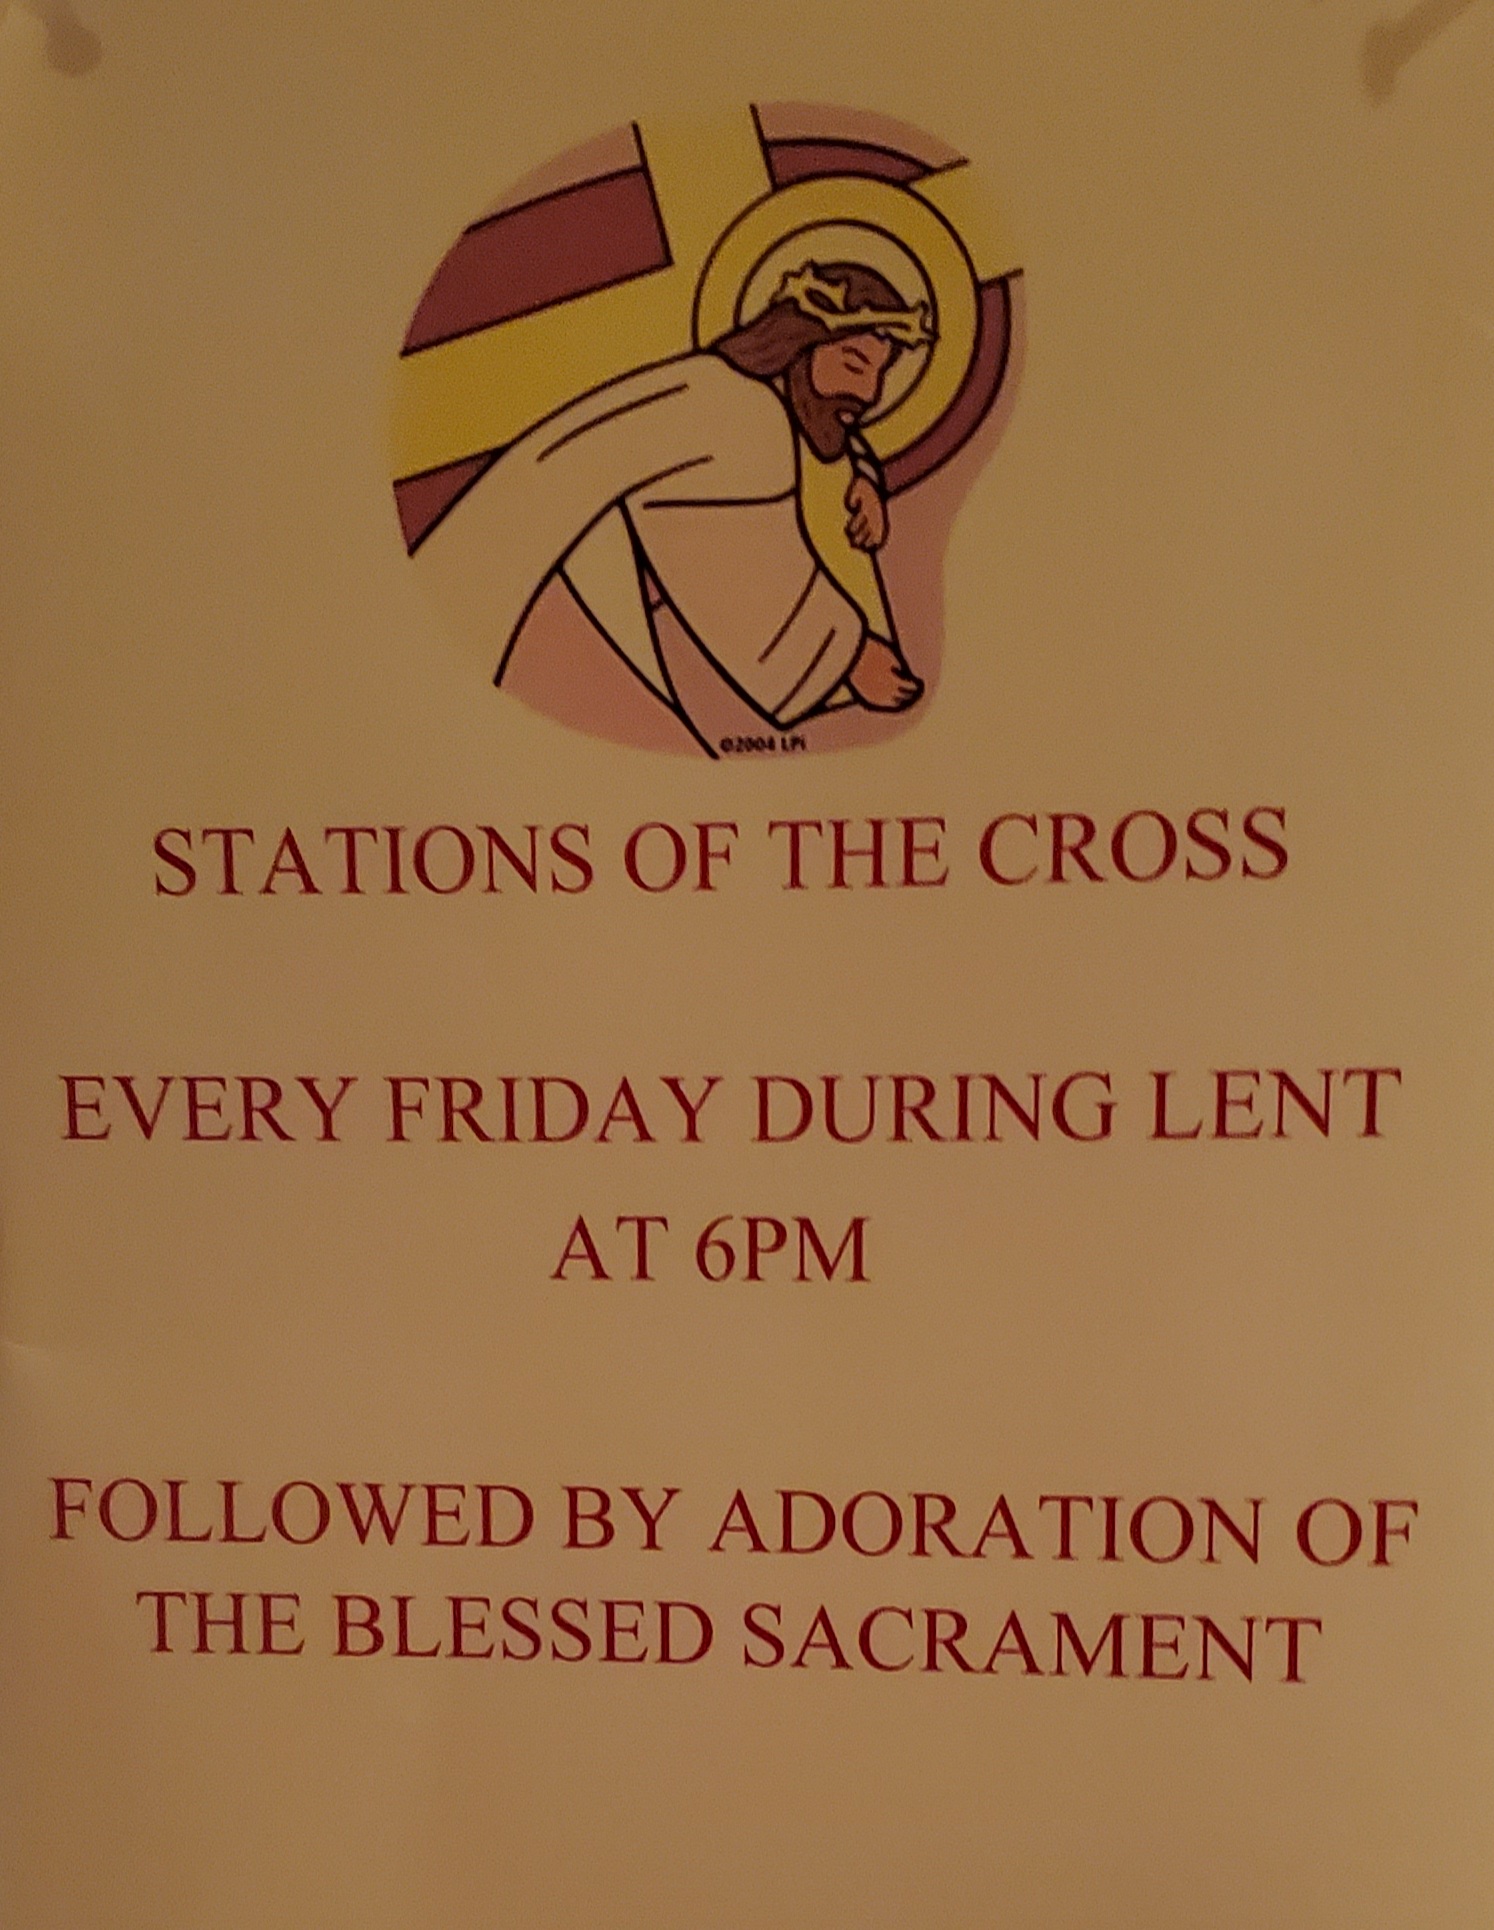 ©2004 LPi
STATIONS OF THE CROSS
EVERY FRIDAY DURING LENT
AT 6PM
FOLLOWED BY ADORATION OF
THE BLESSED SACRAMENT